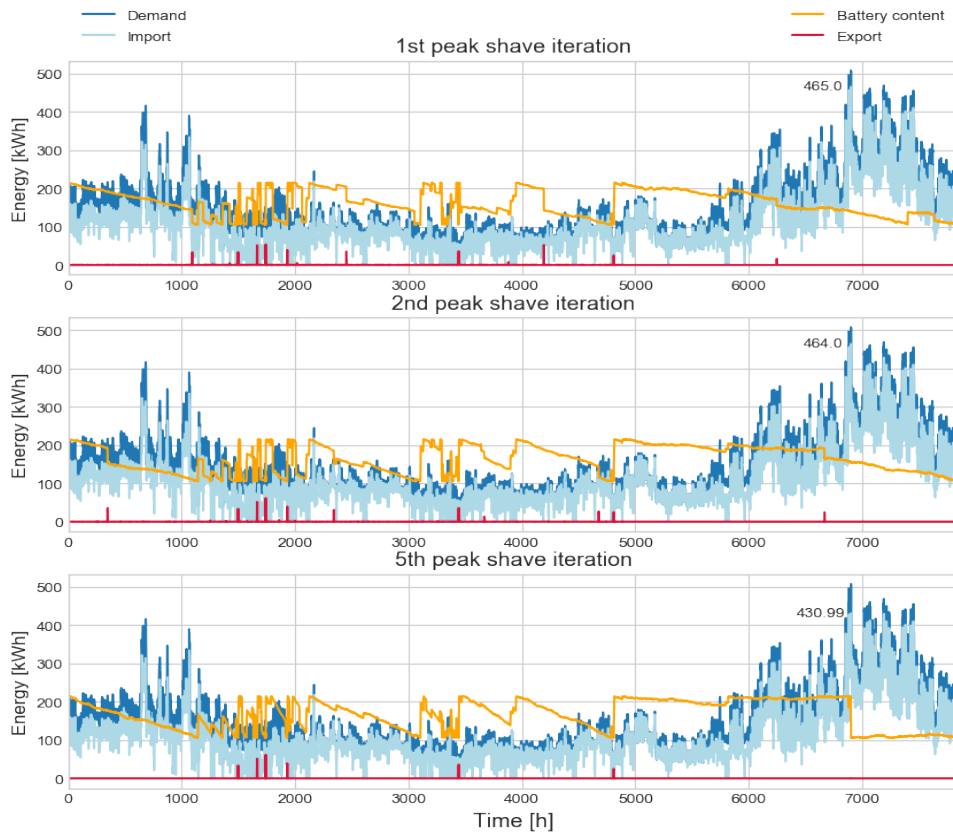 Demand
Import
Battery content
Export
1st peak shave iteration
Energy [kWh]
500
400
300
200
100
0
465.0
0 1000 2000 3000 4000 5000 6000 7000
2nd peak shave iteration
Energy [kWh]
500
400
300
200
100
0
464.0
0 1000 2000 3000 4000 5000 6000 7000
5th peak shave iteration
Energy [kWh]
500
400
300
200
100
0
430.99
0 1000 2000 3000 4000 5000 6000 7000
Time [h]